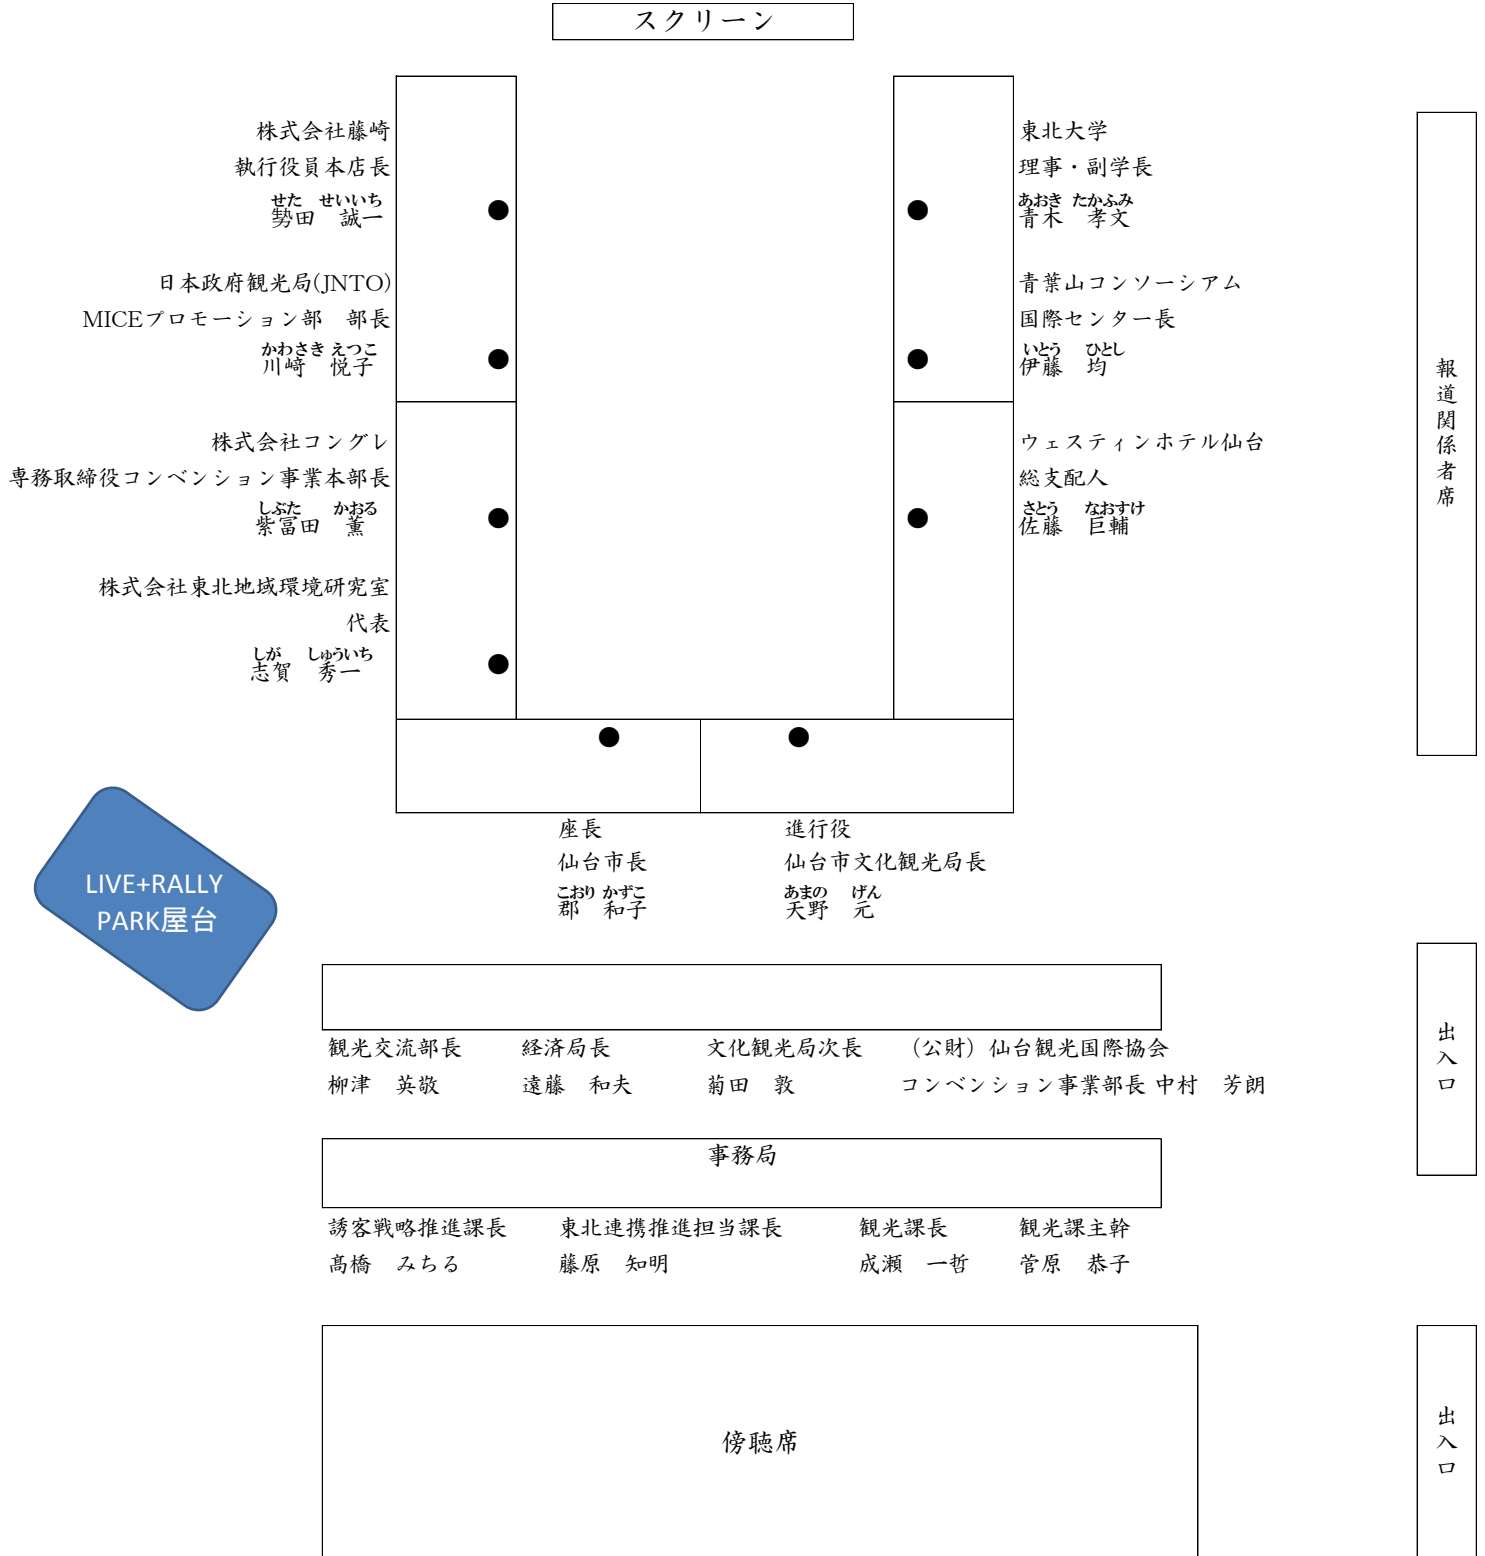 スクリーン
株式会社藤崎
執行役員本店長
せた せいいち
勢田 誠一
日本政府観光局(JNTO)
MICEプロモーション部 部長
かわさき えつこ
川﨑 悦子
株式会社コングレ
専務取締役コンベンション事業本部長
しぶた かおる
紫冨田 薫
株式会社東北地域環境研究室
代表
しが しゅういち
志賀 秀一
東北大学
理事・副学長
あおき たかふみ
青木 孝文
青葉山コンソーシアム
国際センター長
いとう ひとし
伊藤 均
ウェスティンホテル仙台
総支配人
さとう なおすけ
佐藤 巨輔
報道関係者席
座長
仙台市長
こおり かずこ
郡 和子
進行役
仙台市文化観光局長
あまの げん
天野 元
LIVE+RALLY
PARK屋台
観光交流部長 経済局長 文化観光局次長 （公財）仙台観光国際協会
柳津 英敬 遠藤 和夫 菊田 敦 コンベンション事業部長 中村 芳朗
出入口
事務局
誘客戦略推進課長 東北連携推進担当課長 観光課長 観光課主幹
髙橋 みちる 藤原 知明 成瀬 一哲 菅原 恭子
傍聴席
出入口